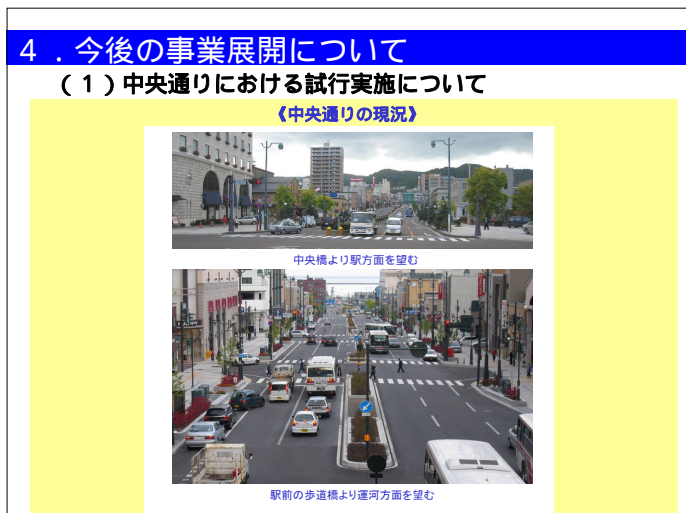 ４．今後の事業展開について
（１）中央通りにおける試行実施について
《中央通りの現況》
中央橋より駅方面を望む
駅前の歩道橋より運河方面を望む